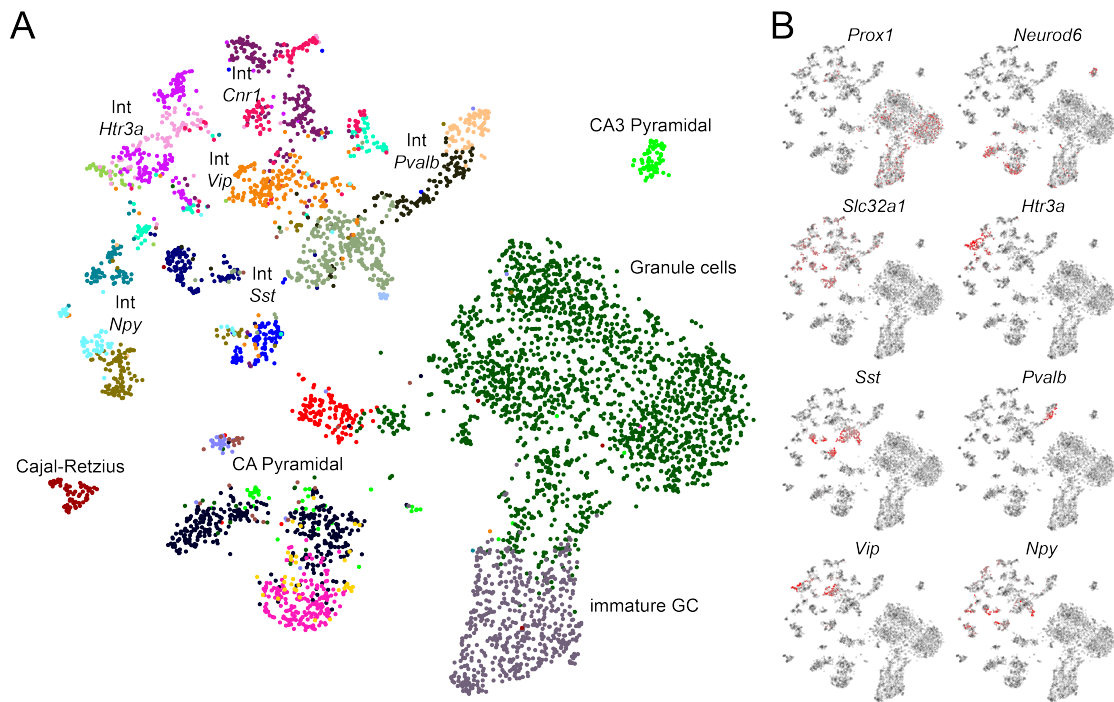 A
Int
Cnr1
Int
Htr3a
Int
Vip
Int
Pvalb
CA3 Pyramidal
Granule cells
Int
Sst
Int
Npy
Cajal-Retzius
CA Pyramidal
immature GC
B
Prox1
Neurod6
Slc32a1
Htr3a
Sst
Pvalb
Vip
Npy